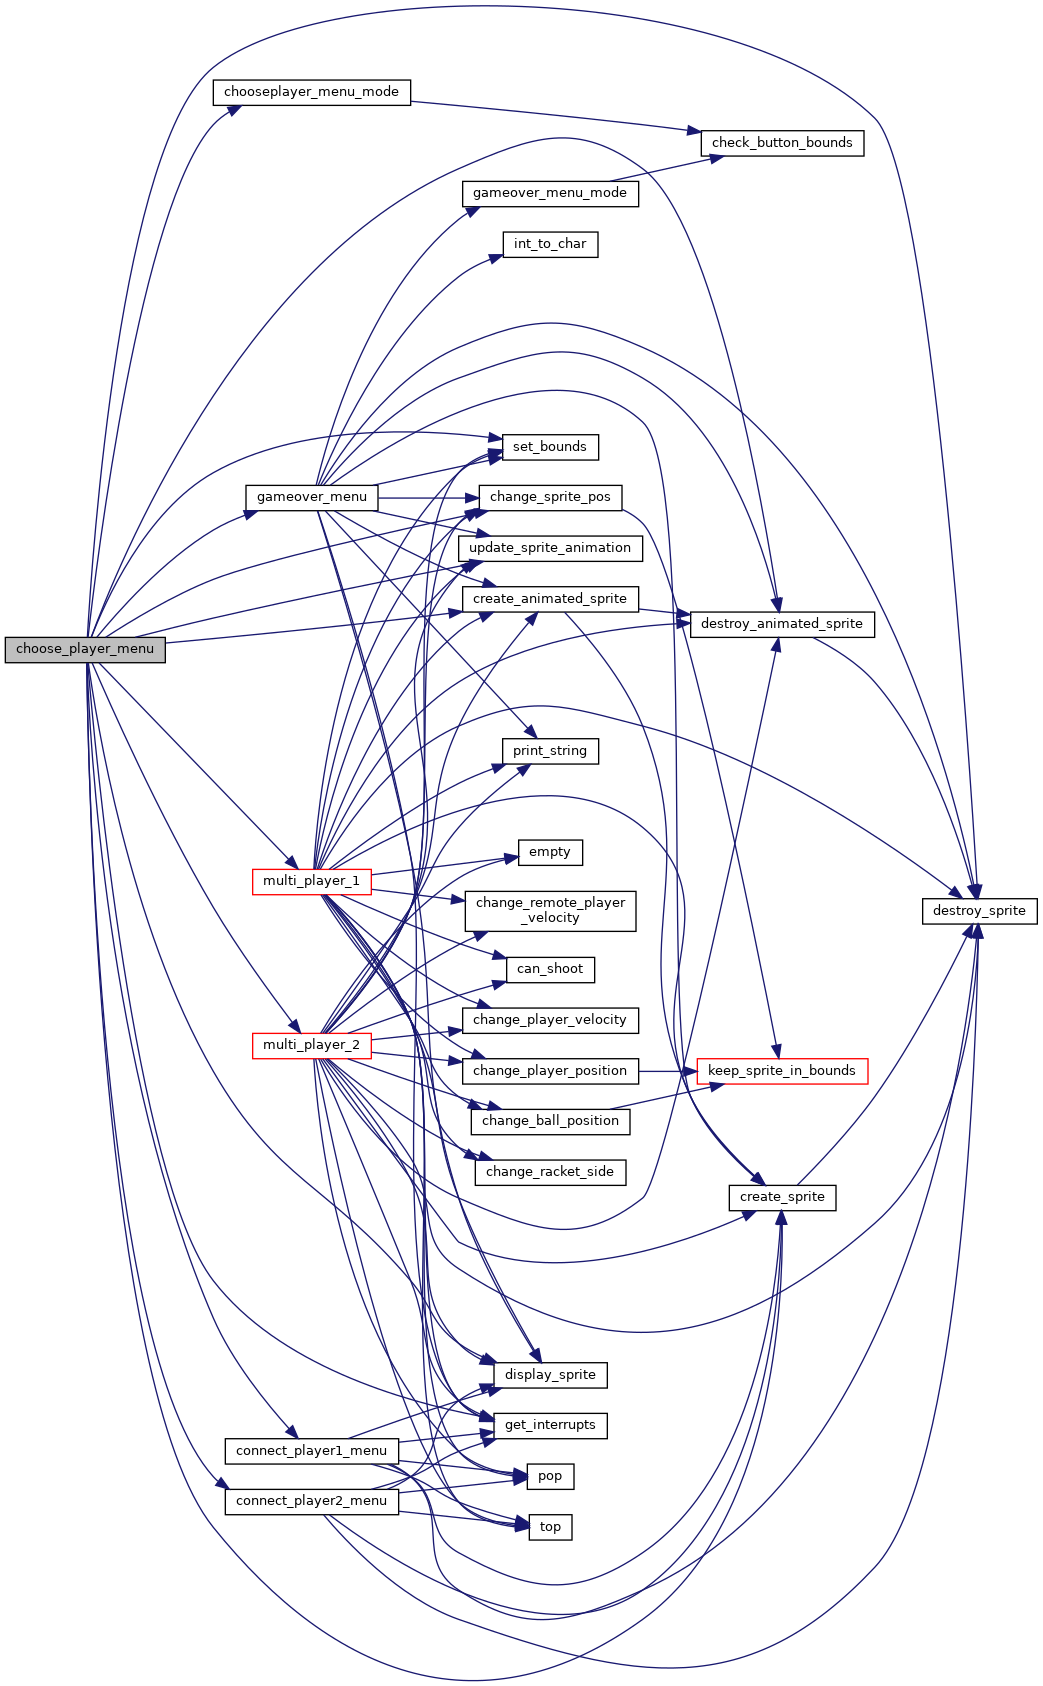 chooseplayer_menu_mode
check_button_bounds
gameover_menu_mode
int_to_char
set_bounds
gameover_menu
change_sprite_pos
update_sprite_animation
create_animated_sprite
destroy_animated_sprite
choose_player_menu
print_string
empty
multi_player_1
change_remote_player
_velocity
destroy_sprite
can_shoot
change_player_velocity
multi_player_2
change_player_position
keep_sprite_in_bounds
change_ball_position
change_racket_side
create_sprite
display_sprite
get_interrupts
connect_player1_menu
pop
connect_player2_menu
top